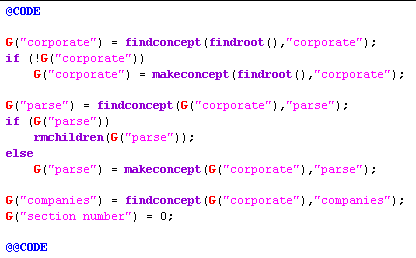 @CODE
G("corporate") = findconcept(findroot(),"corporate");
if (!G("corporate"))
G("corporate") = makeconcept(findroot(),"corporate");
G("parse") = findconcept(G("corporate"),"parse");
if (G("parse"))
rmchildren(G("parse"));
else
G("parse") = makeconcept(G("corporate"),"parse");
G("companies") = findconcept(G("corporate"),"companies");
G("section number") = 0;
@@CODE